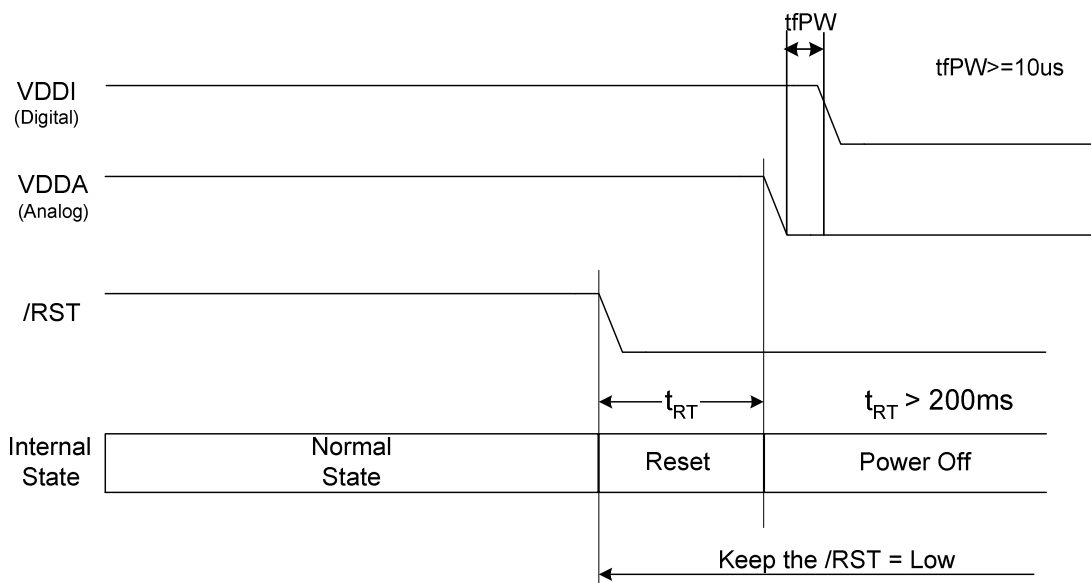 tfPW
tfPW>=10us
VDDI
(Digital)
VDDA
(Analog)
/RST
tRT
tRT > 200ms
Internal
State
Normal
State
Reset
Power Off
Keep the /RST = Low